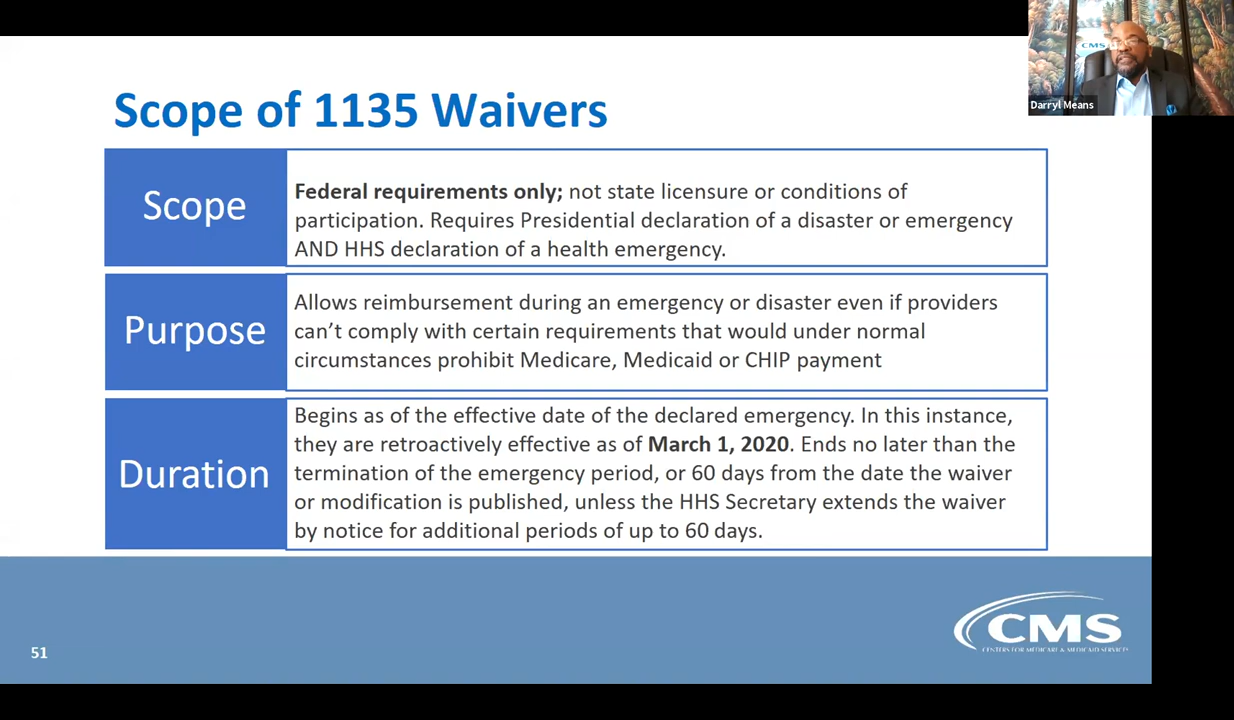 CMS
Darryl Means
Scope of 1135 Waivers
Scope
Federal requirements only; not state licensure or conditions of
participation. Requires Presidential declaration of a disaster or emergency
AND HHS declaration of a health emergency.
Purpose
Allows reimbursement during an emergency or disaster even if providers
can’t comply with certain requirements that would under normal
circumstances prohibit Medicare, Medicaid or CHIP payment
Duration
Begins as of the effective date of the declared emergency. In this instance,
they are retroactively effective as of March 1, 2020. Ends no later than the
termination of the emergency period, or 60 days from the date the waiver
or modification is published, unless the HHS Secretary extends the waiver
by notice for additional periods of up to 60 days.
CMS
CENTERS FOR MEDICARE & MEDICAID SERVICES
51